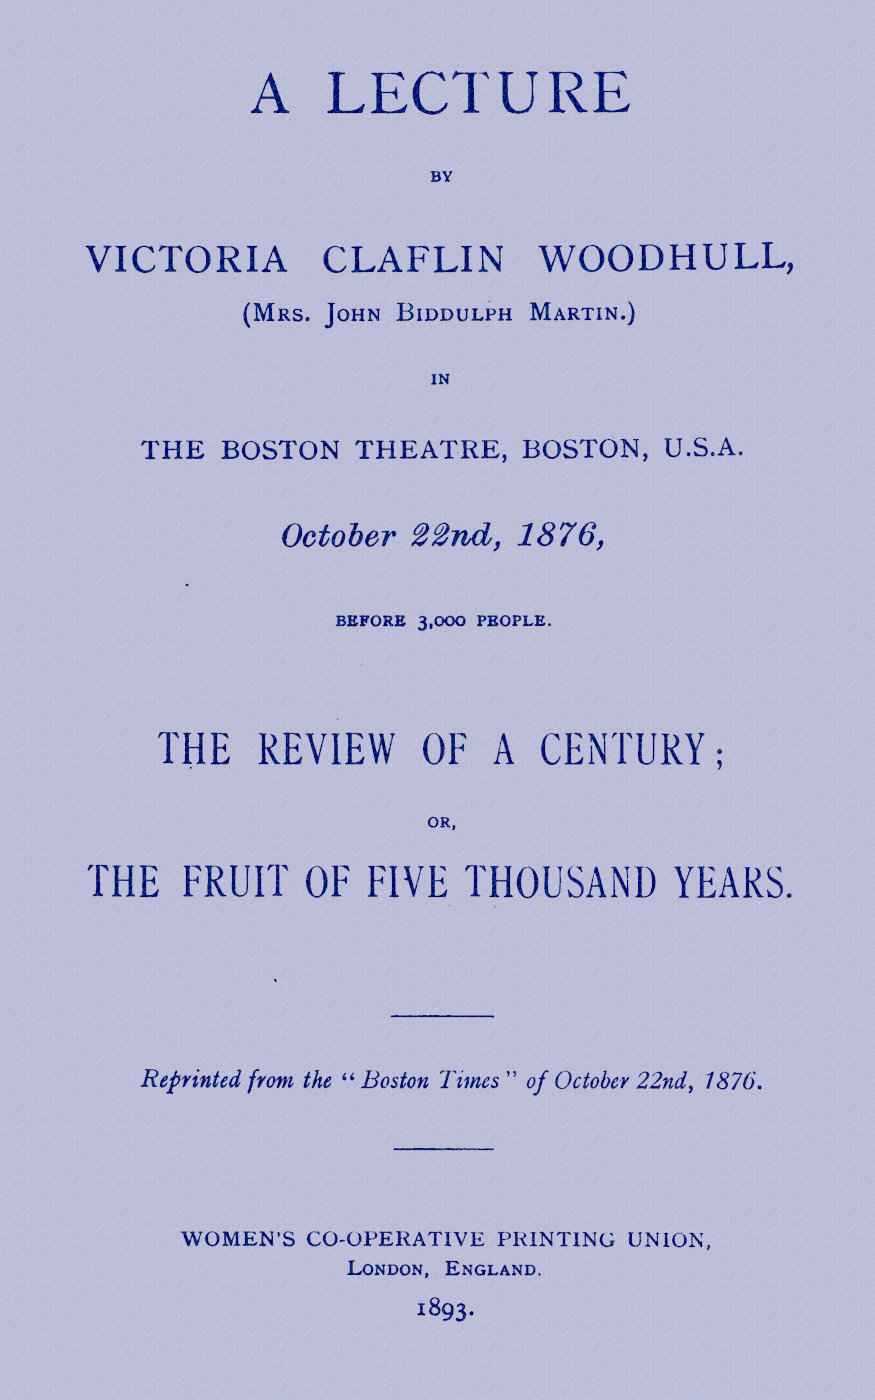 A LECTURE
BY
VICTORIA CLAFLIN WOODHULL,
(MRS. JOHN BIDDULPH MARTIN.)
IN
THE BOSTON THEATRE, BOSTON, U.S.A.
October 22nd, 1876,
BEFORE 3,000 PEOPLE.
THE REVIEW OF A CENTURY;
OR,
THE FRUIT OF FIVE THOUSAND YEARS.
Reprinted from the “Boston Times” of October 22nd, 1876.
WOMEN'S CO-OPERATIVE PRINTING UNION,
LONDON, ENGLAND.
1893.